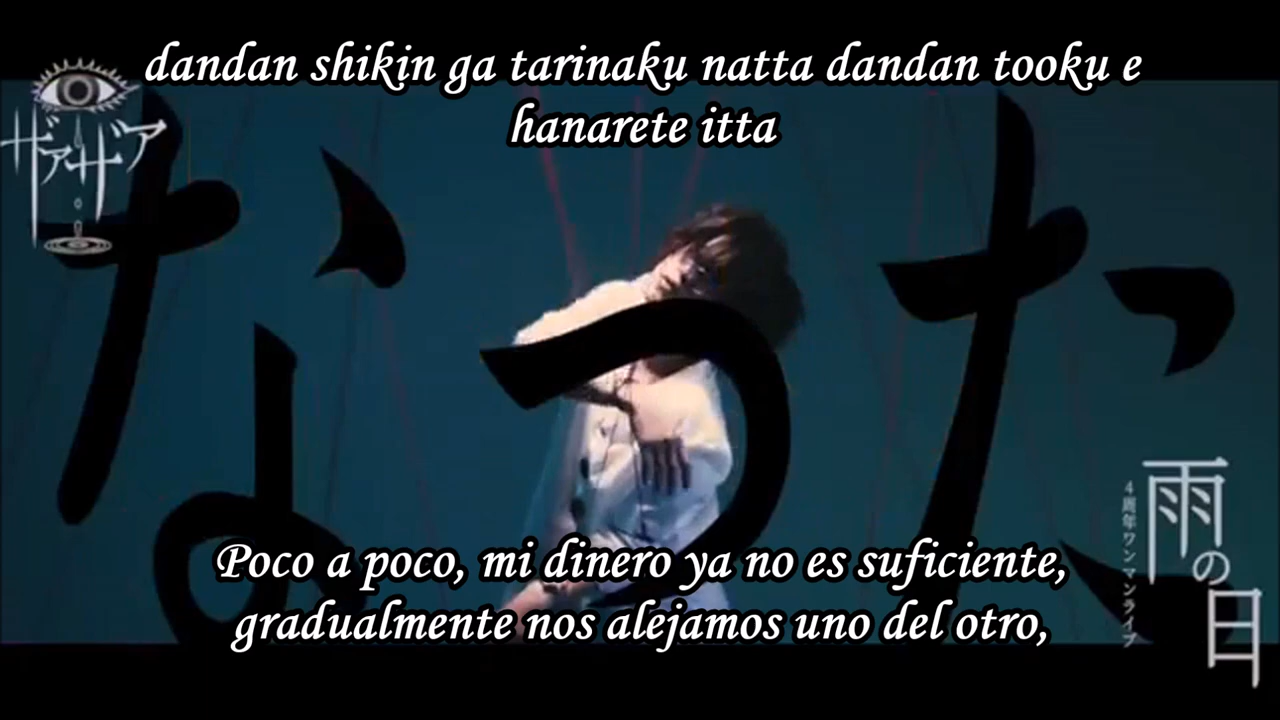 dandan shikin ga tarinaku natta dandan tooku e
hanarete itta
ザアザア
なった
雨の日
4周年ワンマンライブ
Poco a poco, mi dinero ya no es suficiente,
gradualmente nos alejamos uno del otro,